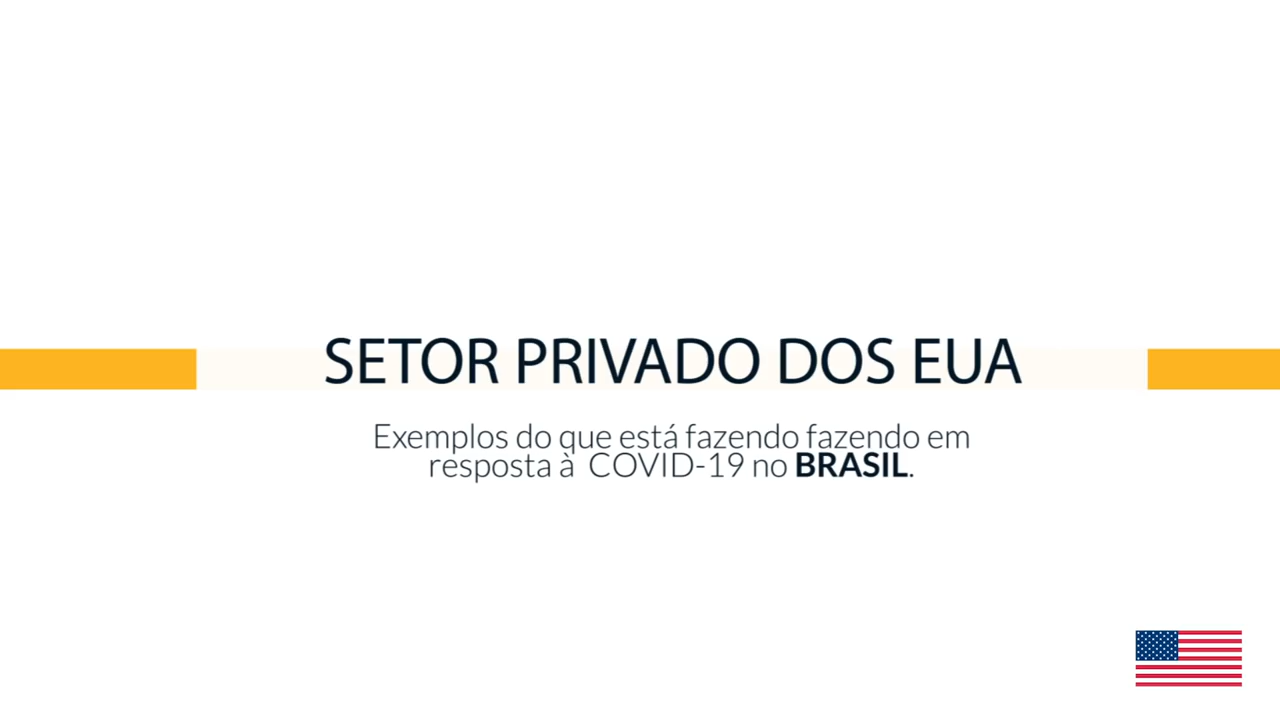 SETOR PRIVADO DOS EUA
Exemplos do que está fazendo fazendo em
resposta à  COVID-19 no BRASIL.